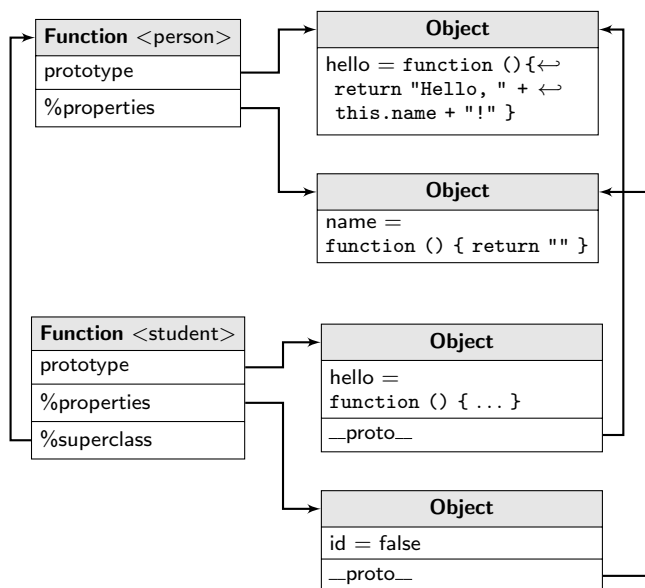 Function <person>
prototype
%properties
Object
hello = function (){↩
return "Hello, " + ↩
this.name + "!" }
Object
name =
function () { return "" }
Function <student>
prototype
%properties
%superclass
Object
hello =
function () { ... }
__proto__
Object
id = false
__proto__